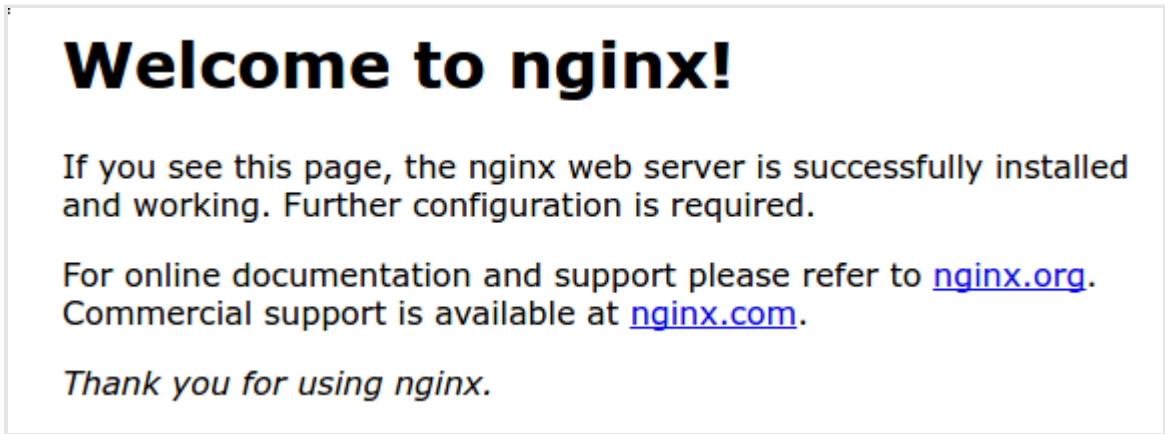 Welcome to nginx!
If you see this page, the nginx web server is successfully installed
and working. Further configuration is required.
For online documentation and support please refer to nginx.org.
Commercial support is available at nginx.com.
Thank you for using nginx.